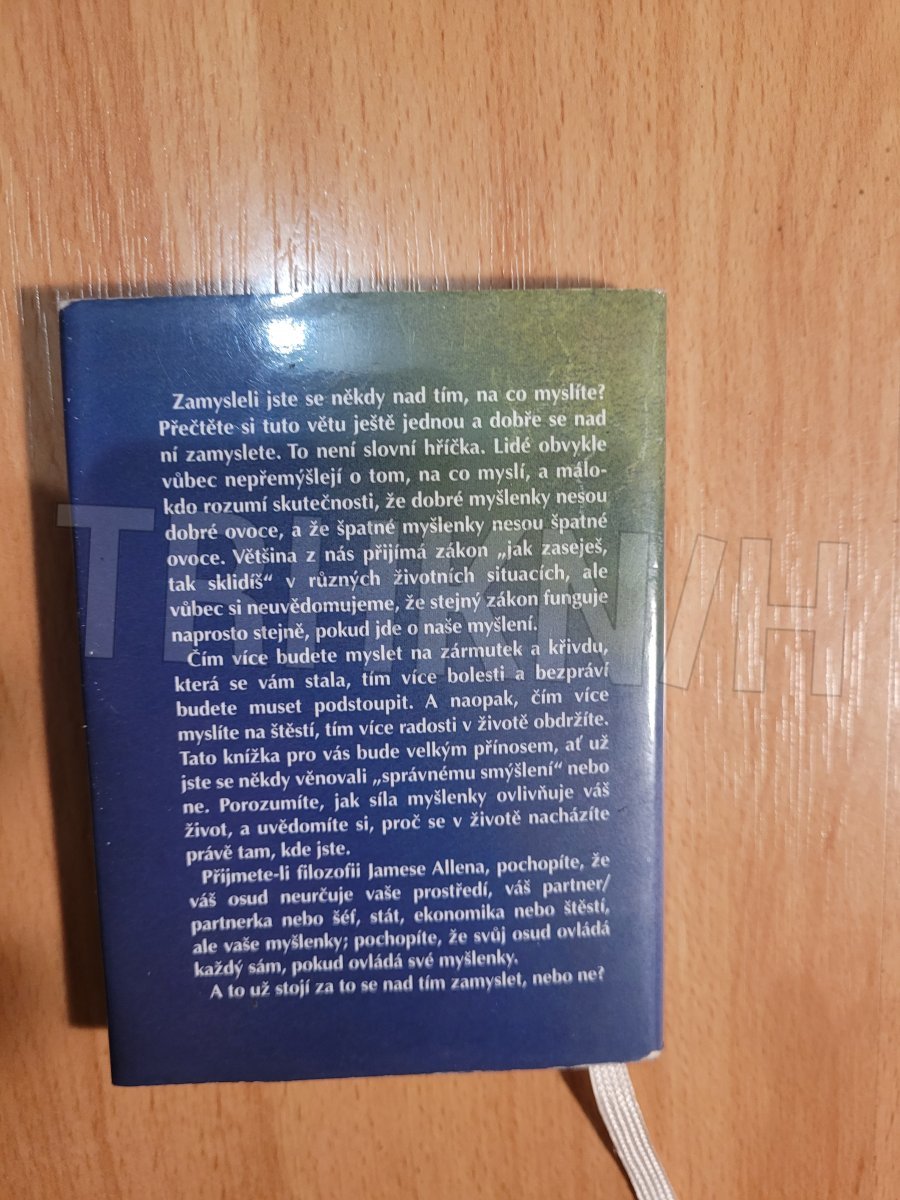 Zamysleli jste se někdy nad tím, na co myslíte?
Přečtěte si tuto větu ještě jednou a dobře se nad
ní zamyslete. To není slovní hříčka. Lidé obvykle
vůbec nepřemýšlejí o tom, na co myslí, a málo-
kdo rozumí skutečnosti, že dobré myšlenky nesou
dobré ovoce, a že špatné myšlenky nesou špatné
ovoce. Většina z nás přijímá zákon „jak zaseješ,
tak sklidíš“ v různých životních situacích, ale
vůbec si neuvědomujeme, že stejný zákon funguje
naprosto stejně, pokud jde o naše myšlení.
Čím více budete myslet na zármutek a křivdu,
která se vám stala, tím více bolesti a bezpráví
budete muset podstoupit. A naopak, čím více
myslíte na štěstí, tím více radosti v životě obdržíte.
Tato knížka pro vás bude velkým přínosem, ať už
jste se někdy věnovali „správnému smýšlení“ nebo
ne. Porozumíte, jak síla myšlenky ovlivňuje váš
život, a uvědomíte si, proč se v životě nacházíte
právě tam, kde jste.
Přijmete-li filozofii Jamese Allena, pochopíte, že
váš osud neurčuje vaše prostředí, váš partner/
partnerka nebo šéf, stát, ekonomika nebo štěstí,
ale vaše myšlenky; pochopíte, že svůj osud ovládá
každý sám, pokud ovládá své myšlenky.
A to už stojí za to se nad tím zamyslet, nebo ne?
TRHKNIH